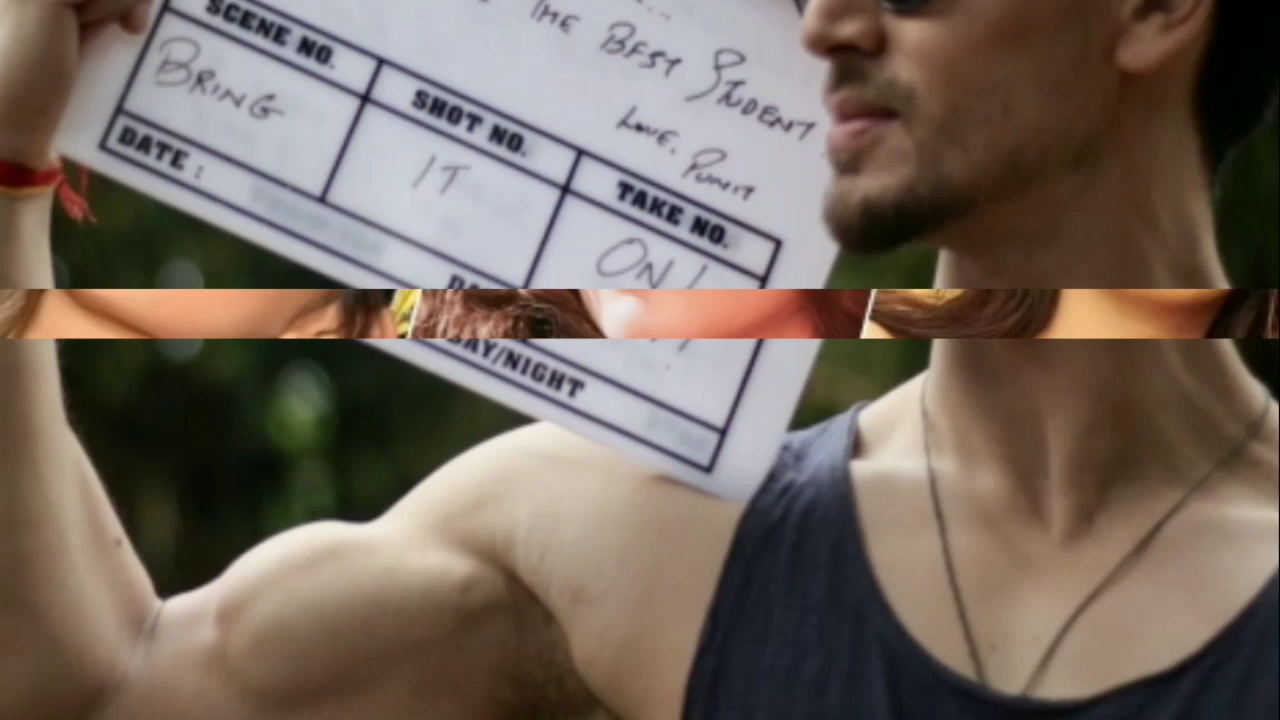 THE BEST STUDENT
LOVE, PUNIT
SCENE NO. SHOT NO. TAKE NO.
BRING IT ON!
DATE :
DAY/NIGHT